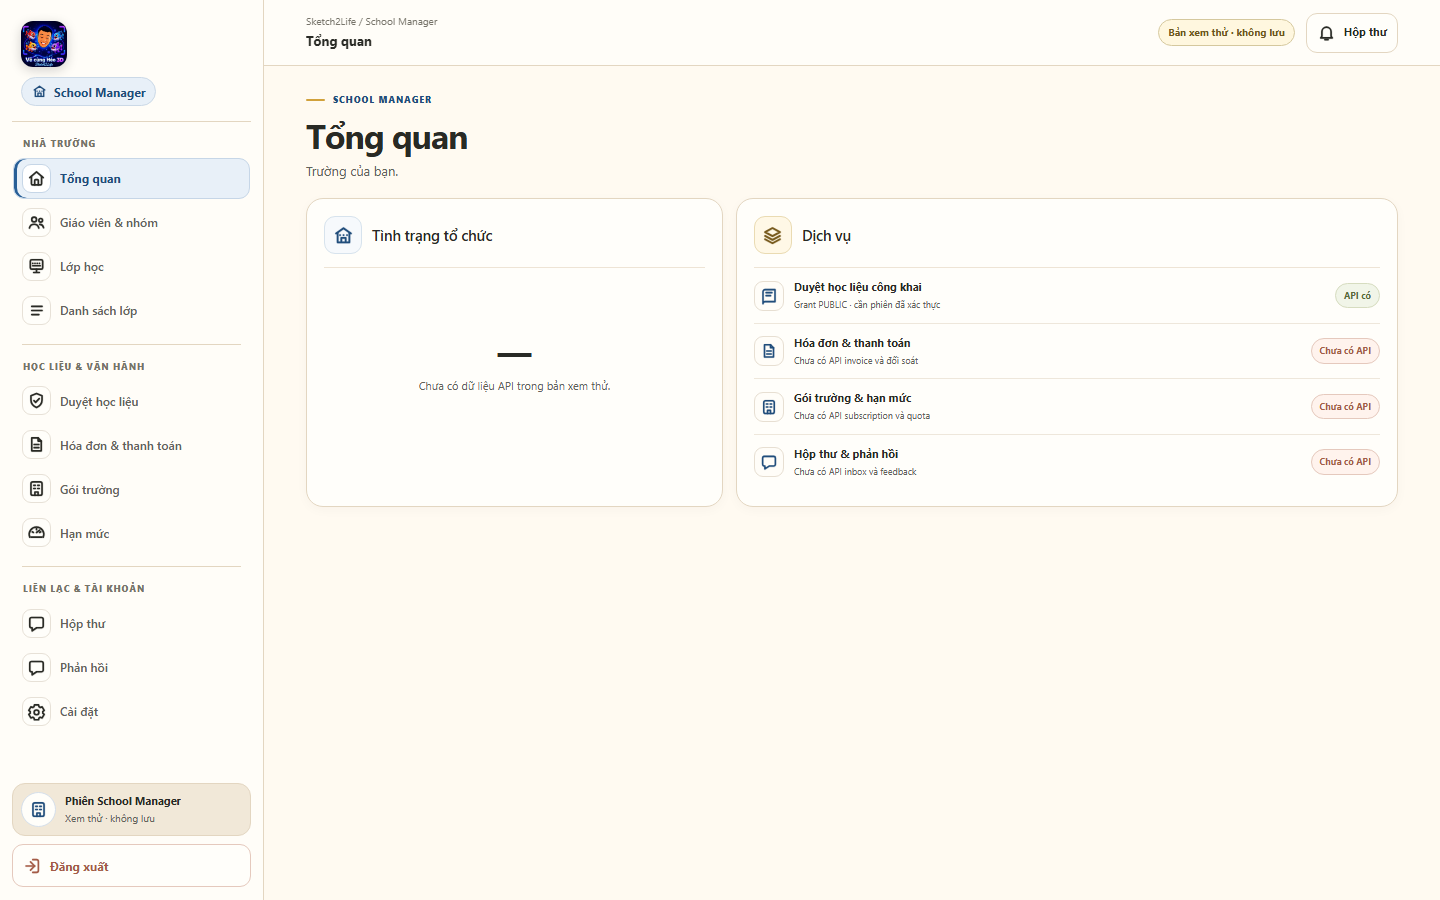 Vẽ cùng Héo 3D
School Manager
NHÀ TRƯỜNG
Tổng quan
Giáo viên & nhóm
Lớp học
Danh sách lớp
HỌC LIỆU & VẬN HÀNH
Duyệt học liệu
Hóa đơn & thanh toán
Gói trường
Hạn mức
LIÊN LẠC & TÀI KHOẢN
Hộp thư
Phản hồi
Cài đặt
Phiên School Manager
Xem thử · không lưu
Đăng xuất
Sketch2Life / School Manager
Tổng quan
Bản xem thử · không lưu
Hộp thư
SCHOOL MANAGER
Tổng quan
Trường của bạn.
Tình trạng tổ chức
—
Chưa có dữ liệu API trong bản xem thử.
Dịch vụ
Duyệt học liệu công khai
Grant PUBLIC · cần phiên đã xác thực
API có
Hóa đơn & thanh toán
Chưa có API invoice và đối soát
Chưa có API
Gói trường & hạn mức
Chưa có API subscription và quota
Chưa có API
Hộp thư & phản hồi
Chưa có API inbox và feedback
Chưa có API